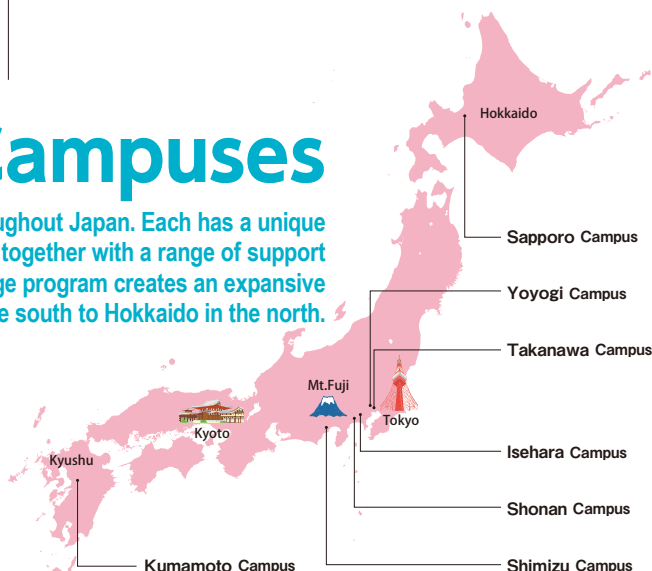 Campuses
ughout Japan. Each has a unique
together with a range of support
ge program creates an expansive
e south to Hokkaido in the north.
Hokkaido
Sapporo Campus
Yoyogi Campus
Takanawa Campus
Mt.Fuji
Tokyo
Kyoto
Kyushu
Isehara Campus
Shonan Campus
Kumamoto Campus
Shimizu Campus